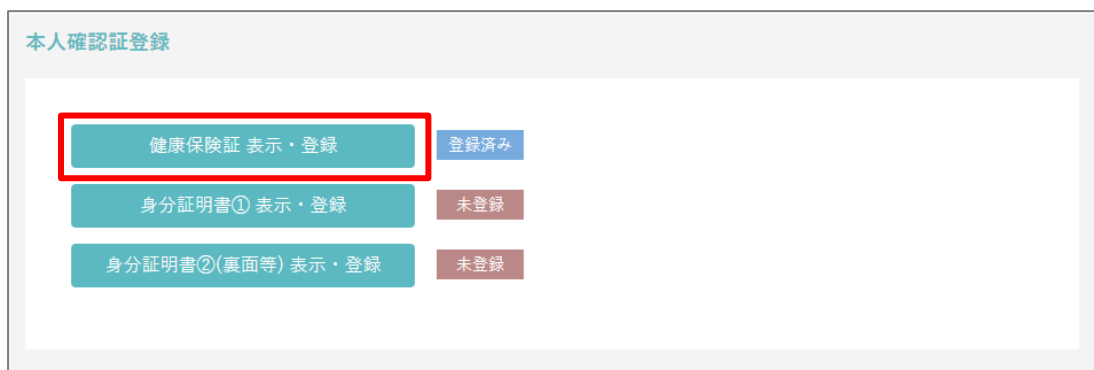 本人確認証登録
健康保険証 表示・登録 登録済み
身分証明書① 表示・登録 未登録
身分証明書②(裏面等) 表示・登録 未登録